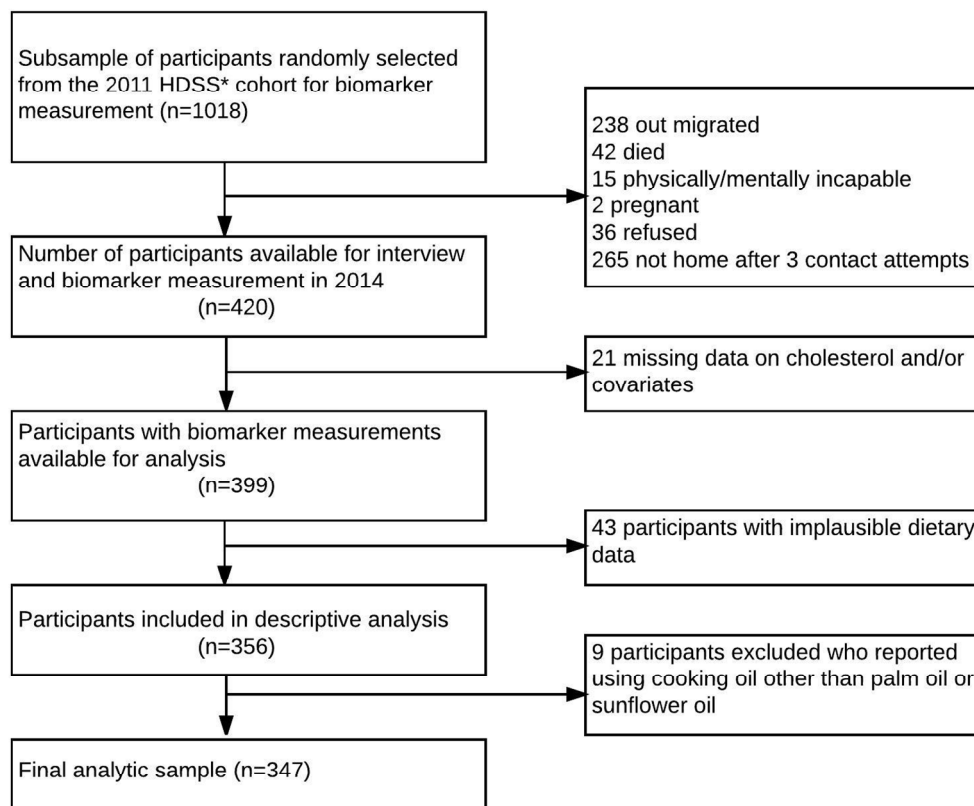 Subsample of participants randomly selected
from the 2011 HDSS* cohort for biomarker
measurement (n=1018)
238 out migrated
42 died
15 physically/mentally incapable
2 pregnant
36 refused
265 not home after 3 contact attempts
Number of participants available for interview
and biomarker measurement in 2014
(n=420)
21 missing data on cholesterol and/or
covariates
Participants with biomarker measurements
available for analysis
(n=399)
43 participants with implausible dietary
data
Participants included in descriptive analysis
(n=356)
9 participants excluded who reported
using cooking oil other than palm oil or
sunflower oil
Final analytic sample (n=347)